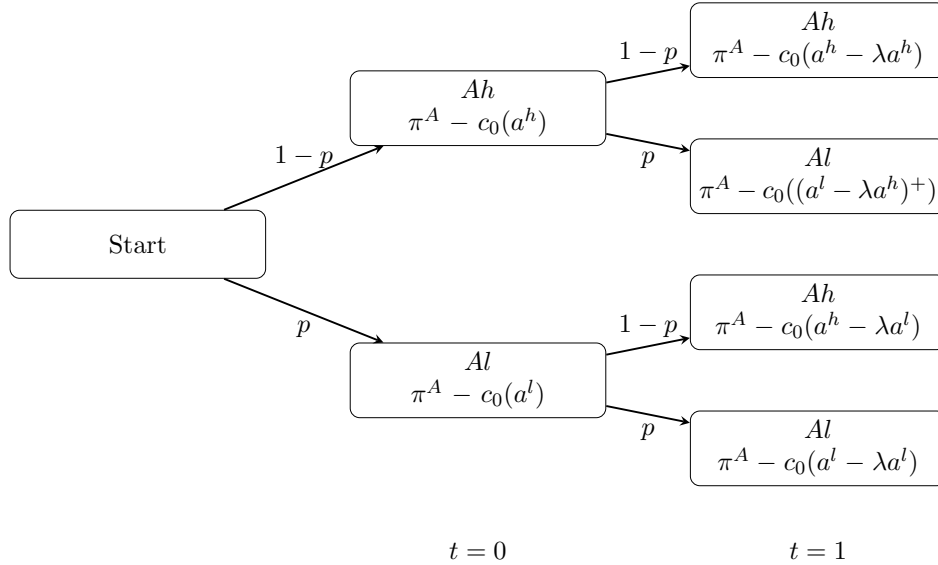 Ah
π^A − c_0(a^h − λa^h)
1 − p
Ah
π^A − c_0(a^h)
p
Al
π^A − c_0((a^l − λa^h)^+)
1 − p
Start
p
1 − p
Ah
π^A − c_0(a^h − λa^l)
Al
π^A − c_0(a^l)
p
Al
π^A − c_0(a^l − λa^l)
t = 0
t = 1